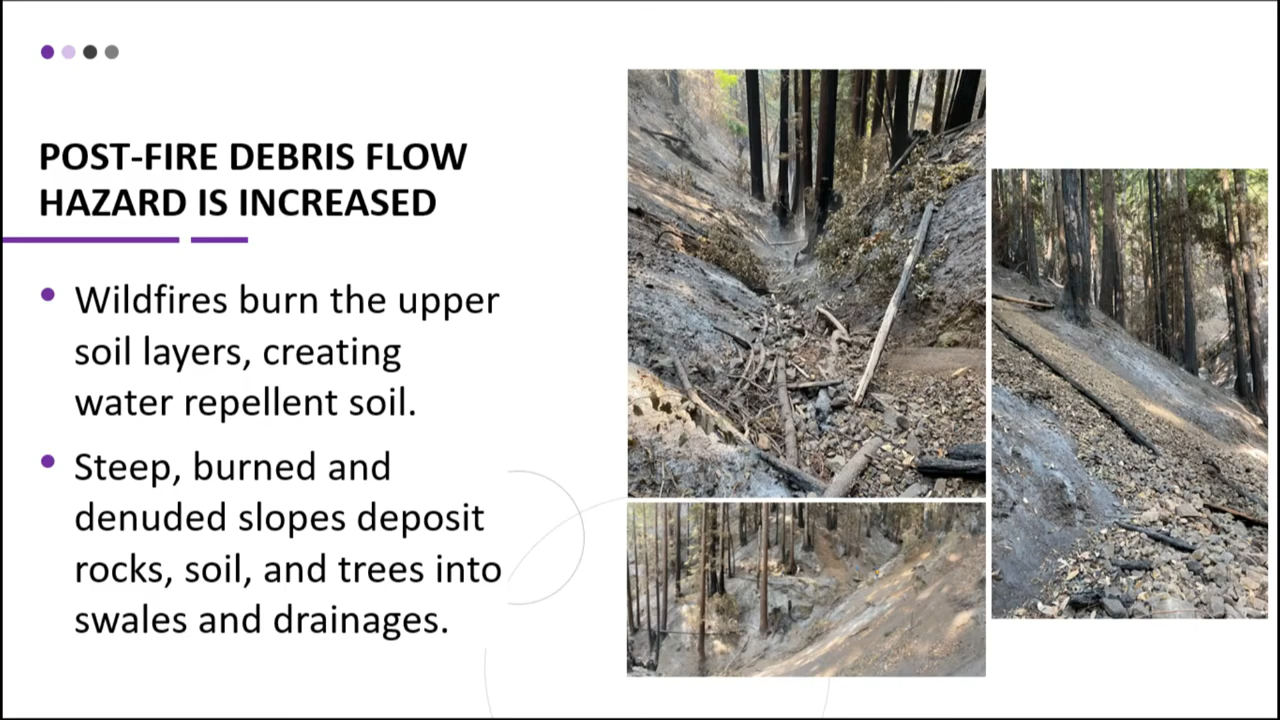 POST-FIRE DEBRIS FLOW
HAZARD IS INCREASED
• Wildfires burn the upper
soil layers, creating
water repellent soil.
• Steep, burned and
denuded slopes deposit
rocks, soil, and trees into
swales and drainages.